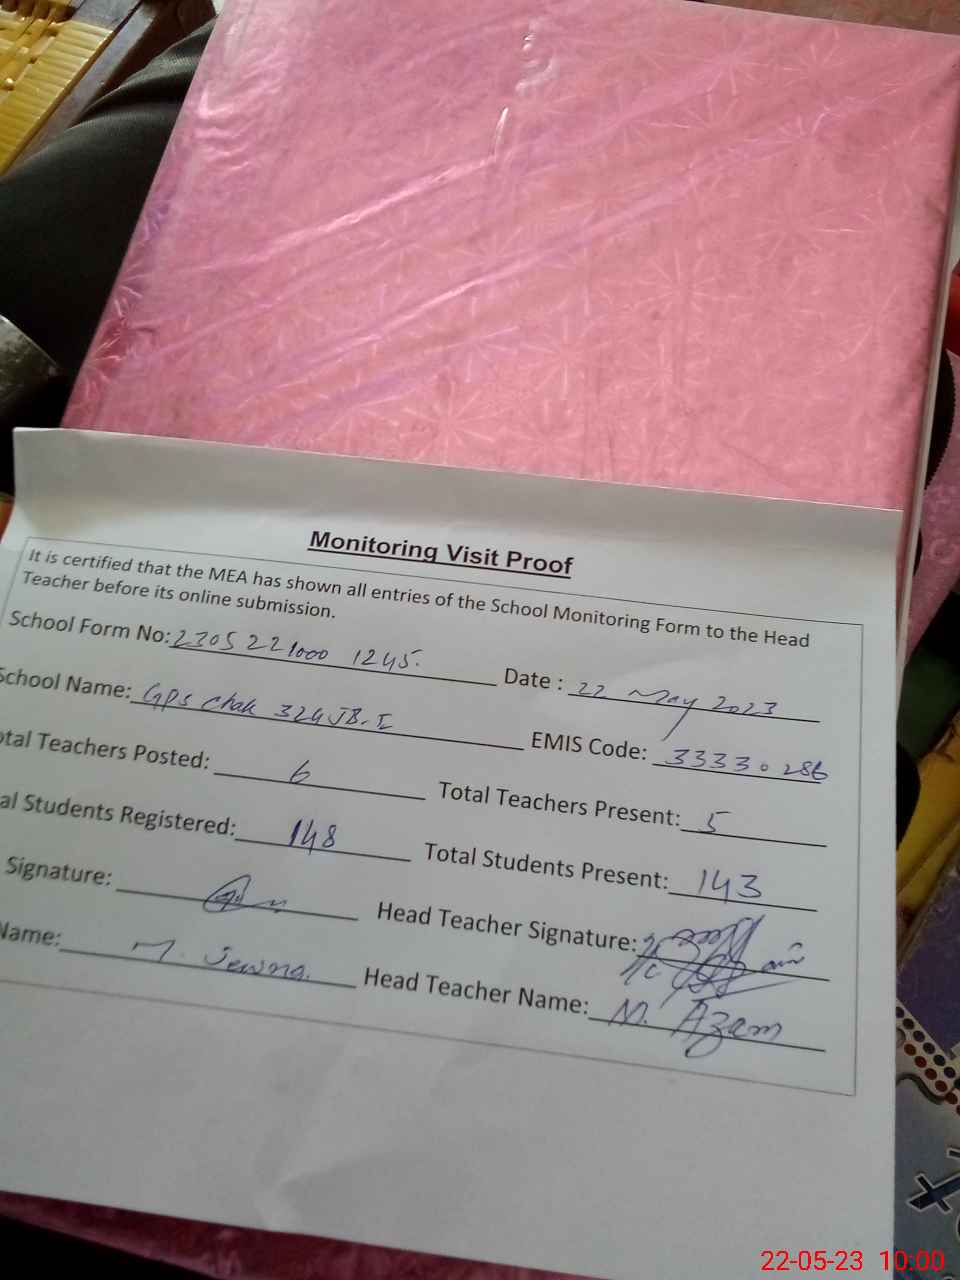 Monitoring Visit Proof
It is certified that the MEA has shown all entries of the School Monitoring Form to the Head
Teacher before its online submission.
School Form No: 2305221000 1245. Date : 22 May 2023
School Name: GPS Chak 324 JB-I EMIS Code: 33330286
otal Teachers Posted: 6 Total Teachers Present: 5
al Students Registered: 148 Total Students Present: 143
Signature: Head Teacher Signature:
Name: M. Head Teacher Name: M. Azam
22-05-23 10:00